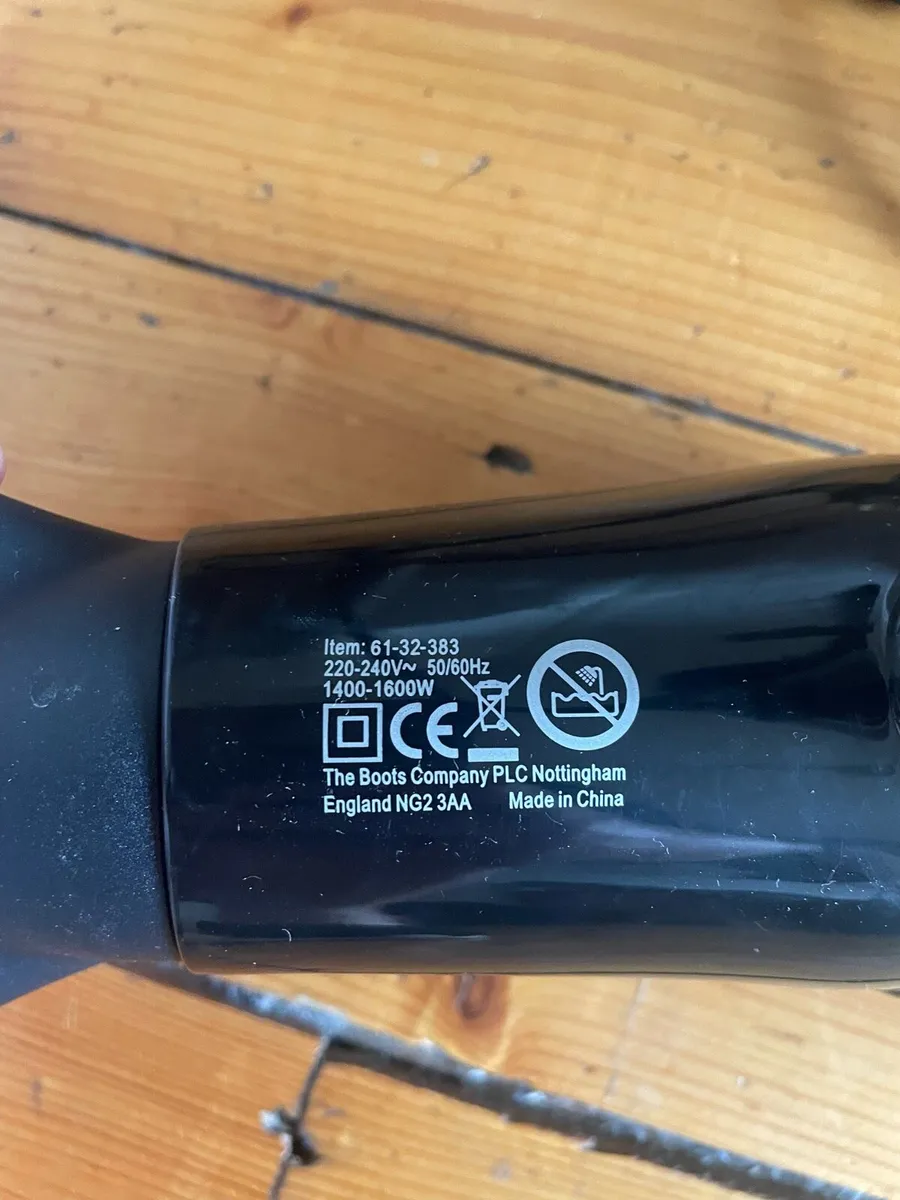 Item: 61-32-383
220-240V~ 50/60Hz
1400-1600W
CE
The Boots Company PLC Nottingham
England NG2 3AA Made in China